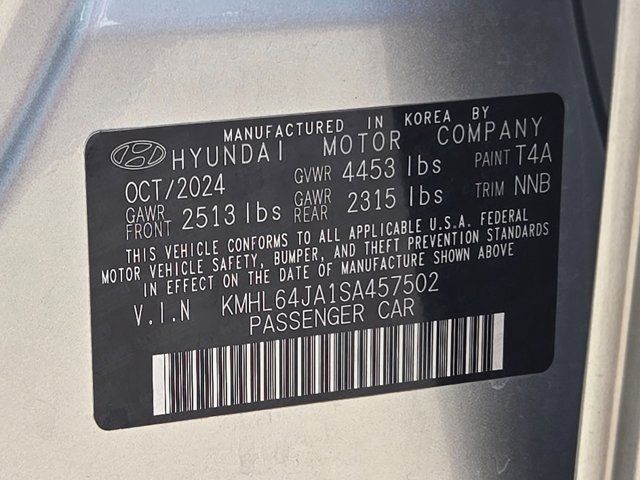 MANUFACTURED IN KOREA BY
HYUNDAI MOTOR COMPANY
OCT/2024 GVWR 4453 lbs PAINT T4A
GAWR FRONT 2513 lbs GAWR REAR 2315 lbs TRIM NNB
THIS VEHICLE CONFORMS TO ALL APPLICABLE U.S.A. FEDERAL
MOTOR VEHICLE SAFETY, BUMPER, AND THEFT PREVENTION STANDARDS
IN EFFECT ON THE DATE OF MANUFACTURE SHOWN ABOVE
V.I.N KMHL64JA1SA457502
PASSENGER CAR